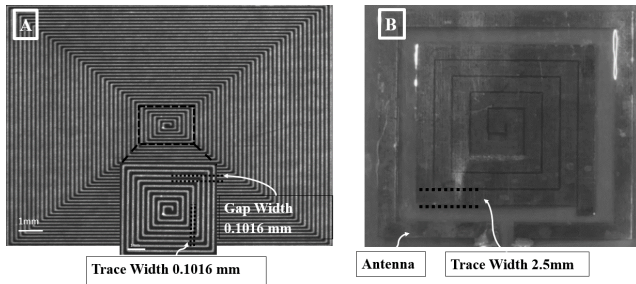 A
B
Gap Width
0.1016 mm
1mm
Trace Width 0.1016 mm
Antenna
Trace Width 2.5mm